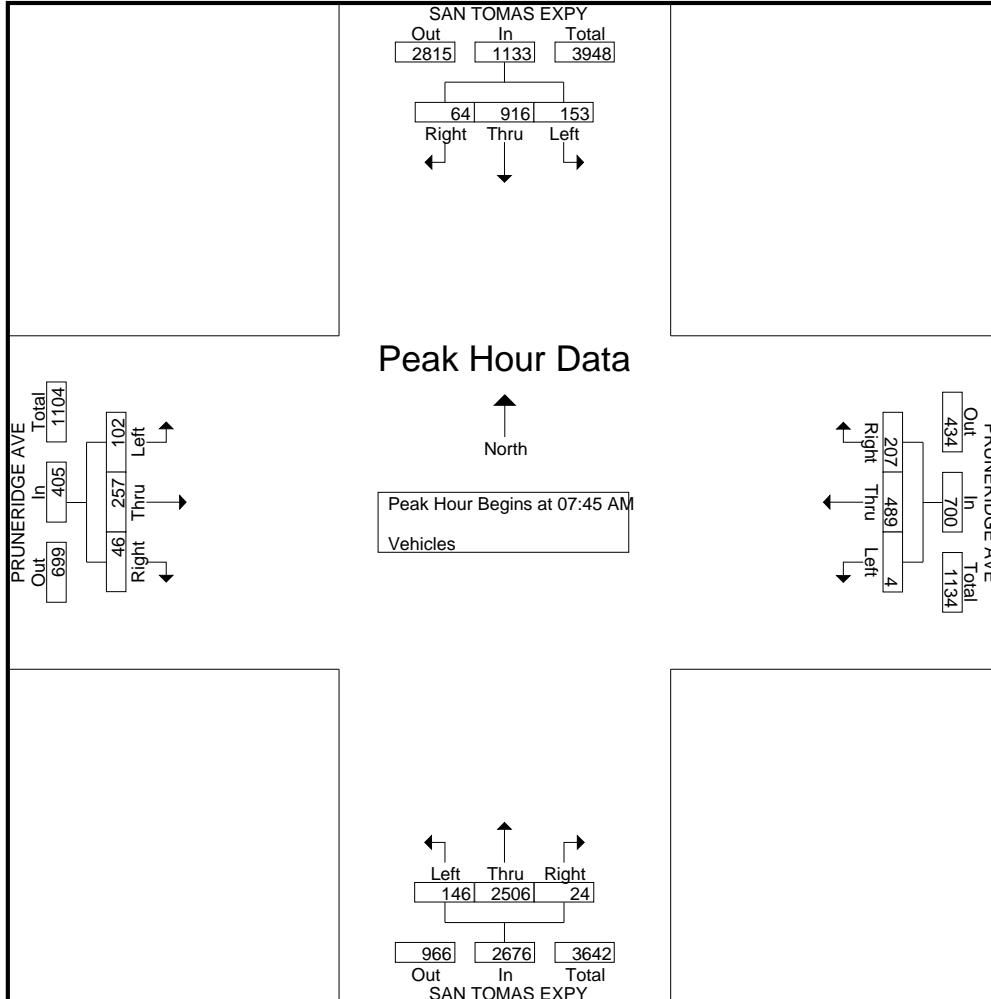 SAN TOMAS EXPY
Out In Total
2815 1133 3948
64 916 153
Right Thru Left
Peak Hour Data
North
Peak Hour Begins at 07:45 AM
Vehicles
PRUNERIDGE AVE
Out In Total
699 405 1104
46 257 102
Right Thru Left
PRUNERIDGE AVE
Out In Total
434 700 1134
207 489 4
Right Thru Left
Left Thru Right
146 2506 24
966 2676 3642
Out In Total
SAN TOMAS EXPY